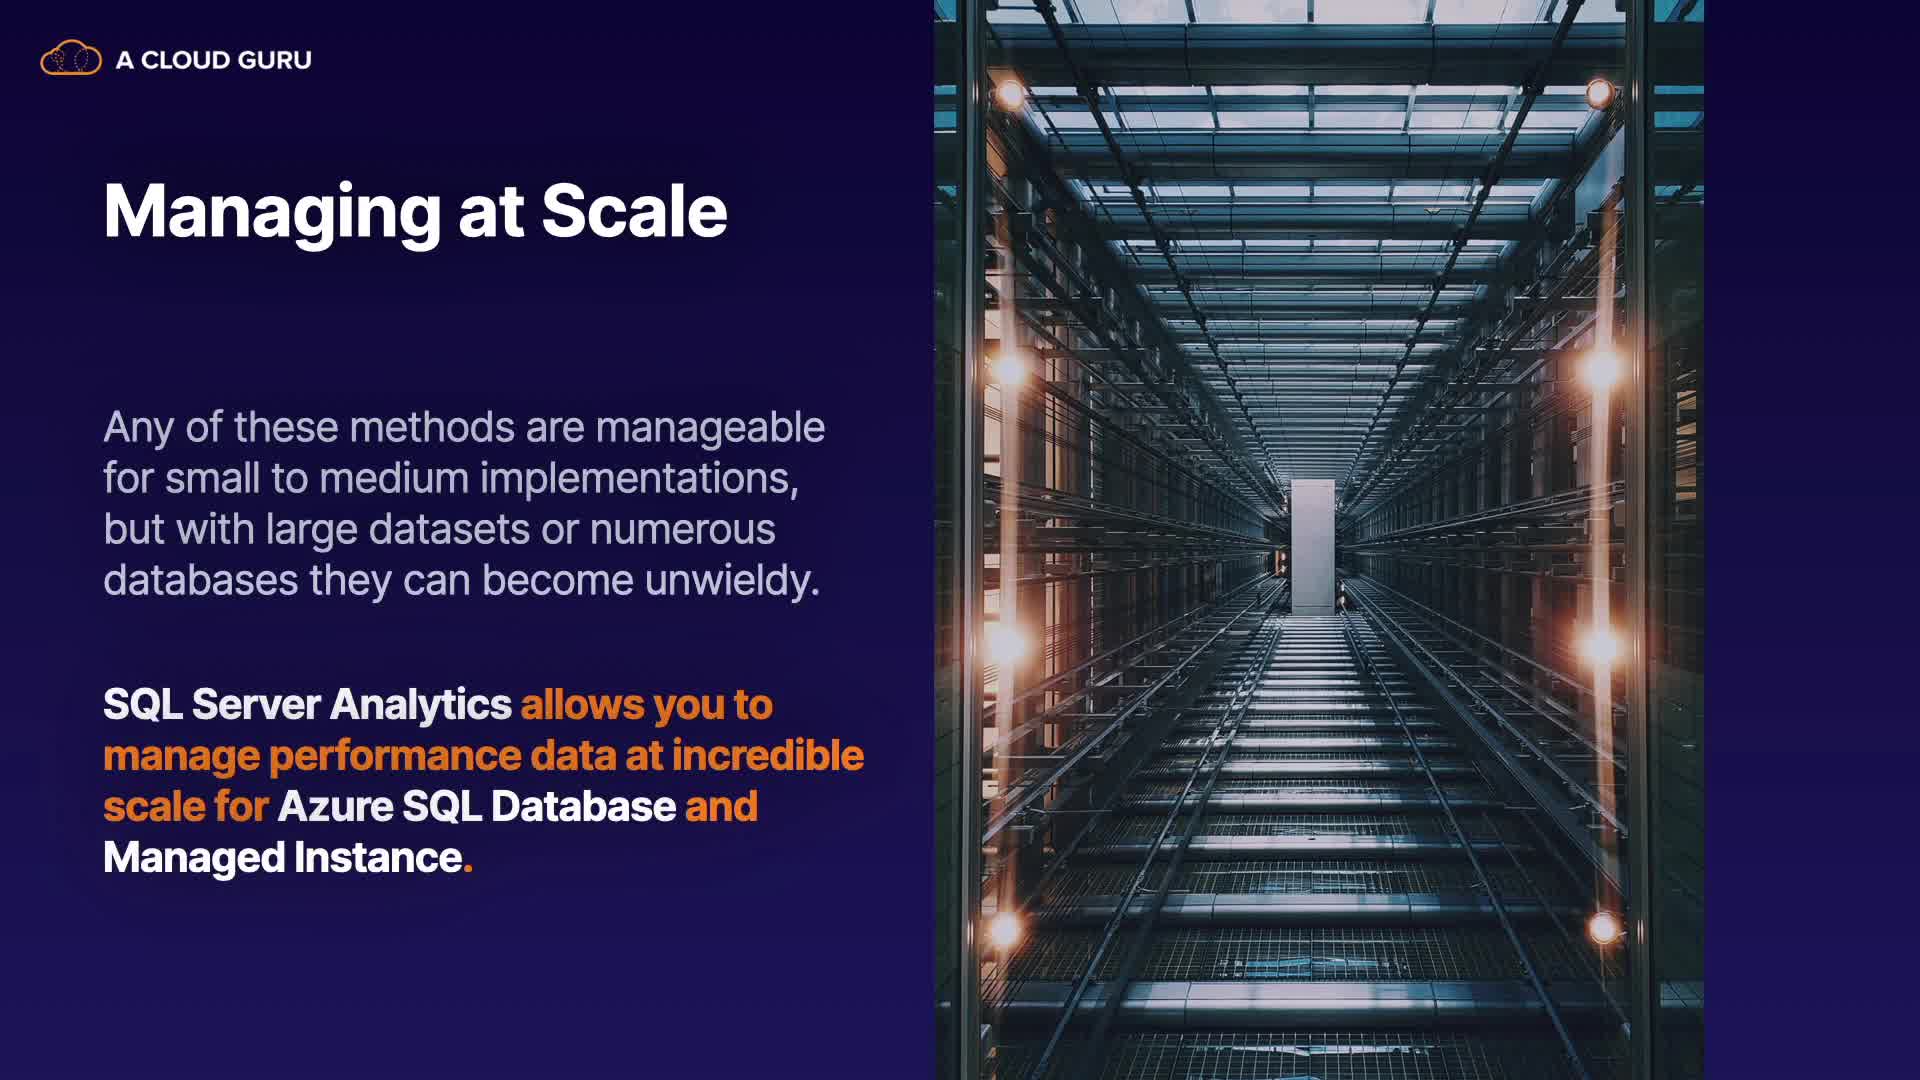 A CLOUD GURU
Managing at Scale
Any of these methods are manageable
for small to medium implementations,
but with large datasets or numerous
databases they can become unwieldy.
SQL Server Analytics allows you to
manage performance data at incredible
scale for Azure SQL Database and
Managed Instance.